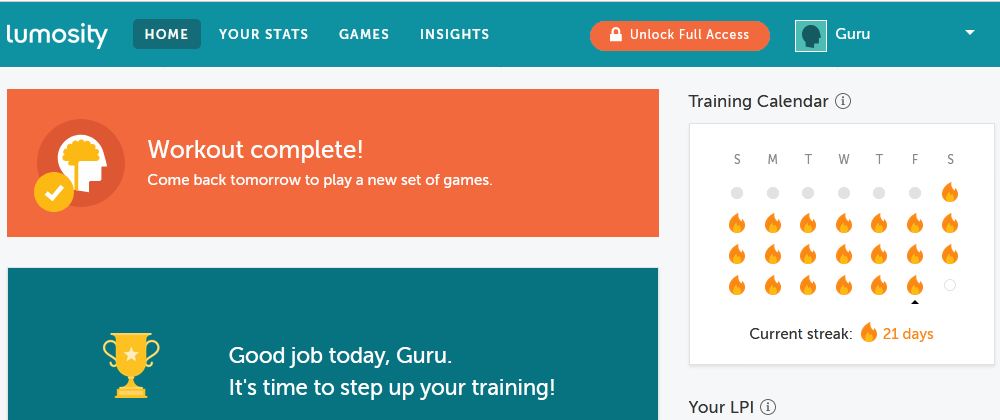 lumosity HOME YOUR STATS GAMES INSIGHTS Unlock Full Access Guru
Workout complete!
Come back tomorrow to play a new set of games.
Good job today, Guru.
It's time to step up your training!
Training Calendar
S M T W T F S
Current streak: 21 days
Your LPI